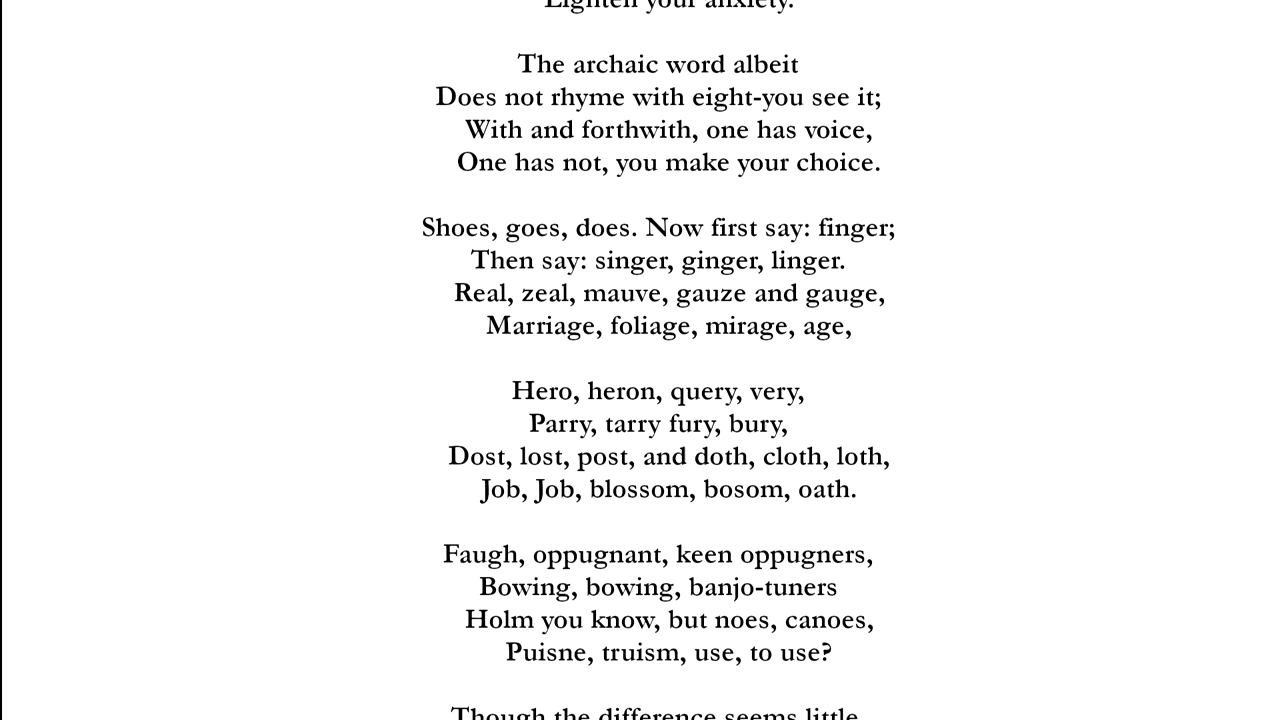 Lighten your anxiety.
The archaic word albeit
Does not rhyme with eight-you see it;
With and forthwith, one has voice,
One has not, you make your choice.
Shoes, goes, does. Now first say: finger;
Then say: singer, ginger, linger.
Real, zeal, mauve, gauze and gauge,
Marriage, foliage, mirage, age,
Hero, heron, query, very,
Parry, tarry fury, bury,
Dost, lost, post, and doth, cloth, loth,
Job, Job, blossom, bosom, oath.
Faugh, oppugnant, keen oppugners,
Bowing, bowing, banjo-tuners
Holm you know, but noes, canoes,
Puisne, truism, use, to use?
Though the difference seems little